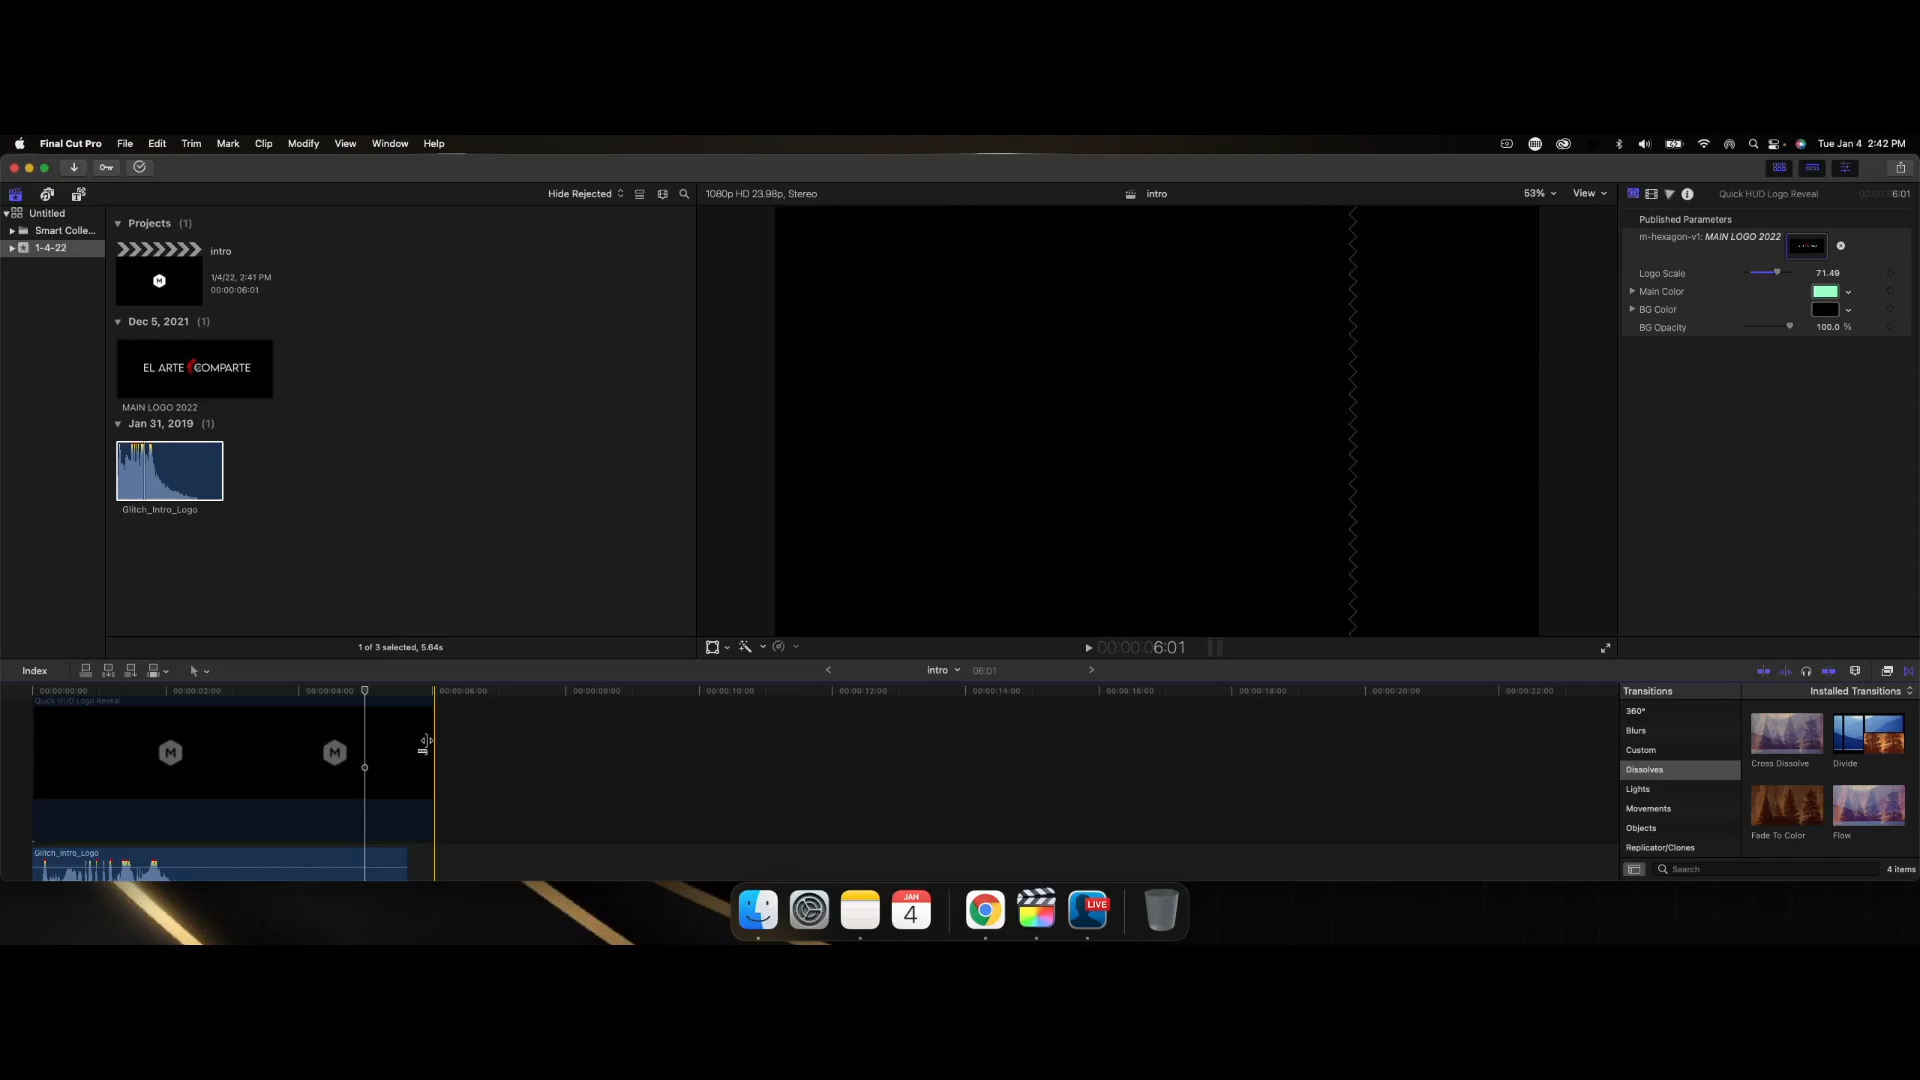 Final Cut Pro File Edit Trim Mark Clip Modify View Window Help
Tue Jan 4 2:42 PM
Hide Rejected
1080p HD 23.98p, Stereo
intro
53%
View
Quick HUD Logo Reveal
6:01
Untitled
Smart Colle...
1-4-22
Projects (1)
intro
1/4/22, 2:41 PM
00:00:06:01
M
Dec 5, 2021 (1)
EL ARTE COMPARTE
MAIN LOGO 2022
Jan 31, 2019 (1)
Glitch_Intro_Logo
Published Parameters
m-hexagon-v1: MAIN LOGO 2022
Logo Scale 71.49
Main Color
BG Color
BG Opacity 100.0 %
1 of 3 selected, 5.64s
00:00:06:01
Index
intro 06:01
00:00:00:00 00:00:02:00 00:00:04:00 00:00:06:00 00:00:08:00 00:00:10:00 00:00:12:00 00:00:14:00 00:00:16:00 00:00:18:00 00:00:20:00 00:00:22:00
Quick HUD Logo Reveal
M M
Glitch_Intro_Logo
Transitions
Installed Transitions
360°
Blurs
Custom
Dissolves
Lights
Movements
Objects
Replicator/Clones
Cross Dissolve
Divide
Fade To Color
Flow
Search
4 items
JAN
4
LIVE